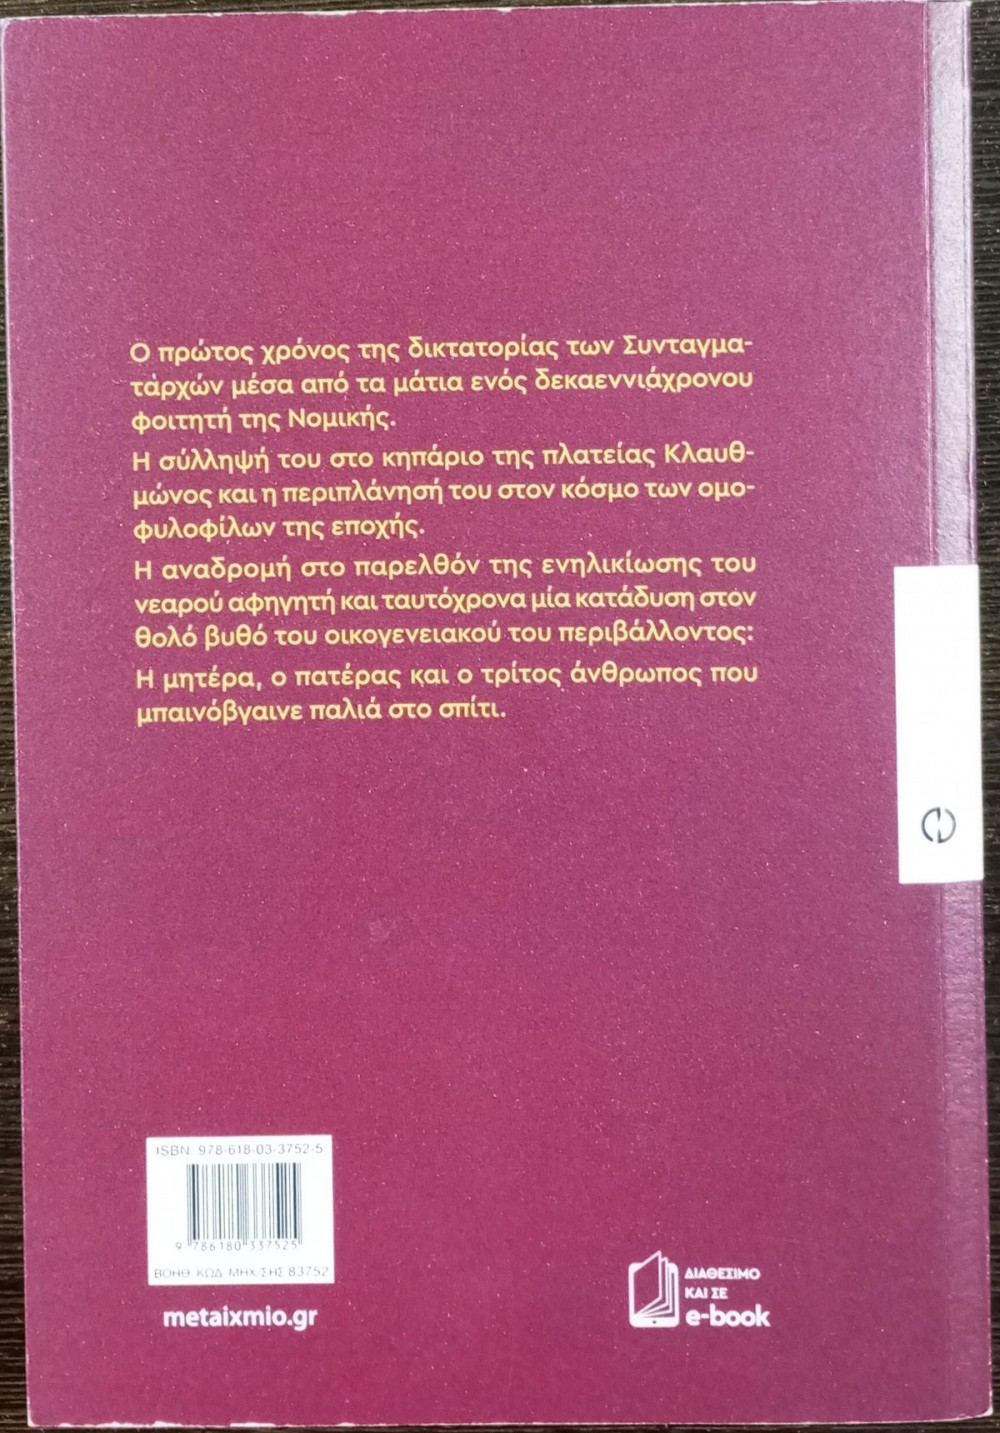 Ο πρώτος χρόνος της δικτατορίας των Συνταγμα-
ταρχών μέσα από τα μάτια ενός δεκαεννιάχρονου
φοιτητή της Νομικής.
Η σύλληψή του στο κηπάριο της πλατείας Κλαυθ-
μώνος και η περιπλάνησή του στον κόσμο των ομο-
φυλοφίλων της εποχής.
Η αναδρομή στο παρελθόν της ενηλικίωσης του
νεαρού αφηγητή και ταυτόχρονα μία κατάδυση στον
θολό βυθό του οικογενειακού του περιβάλλοντος:
Η μητέρα, ο πατέρας και ο τρίτος άνθρωπος που
μπαινόβγαινε παλιά στο σπίτι.
ISBN 978-618-03-3752-5
9 786180 337525
ΒΟΗΘ. ΚΩΔ. ΜΗΧ. ΣΗΣ 83752
metaixmio.gr
ΔΙΑΘΕΣΙΜΟ
ΚΑΙ ΣΕ
e-book